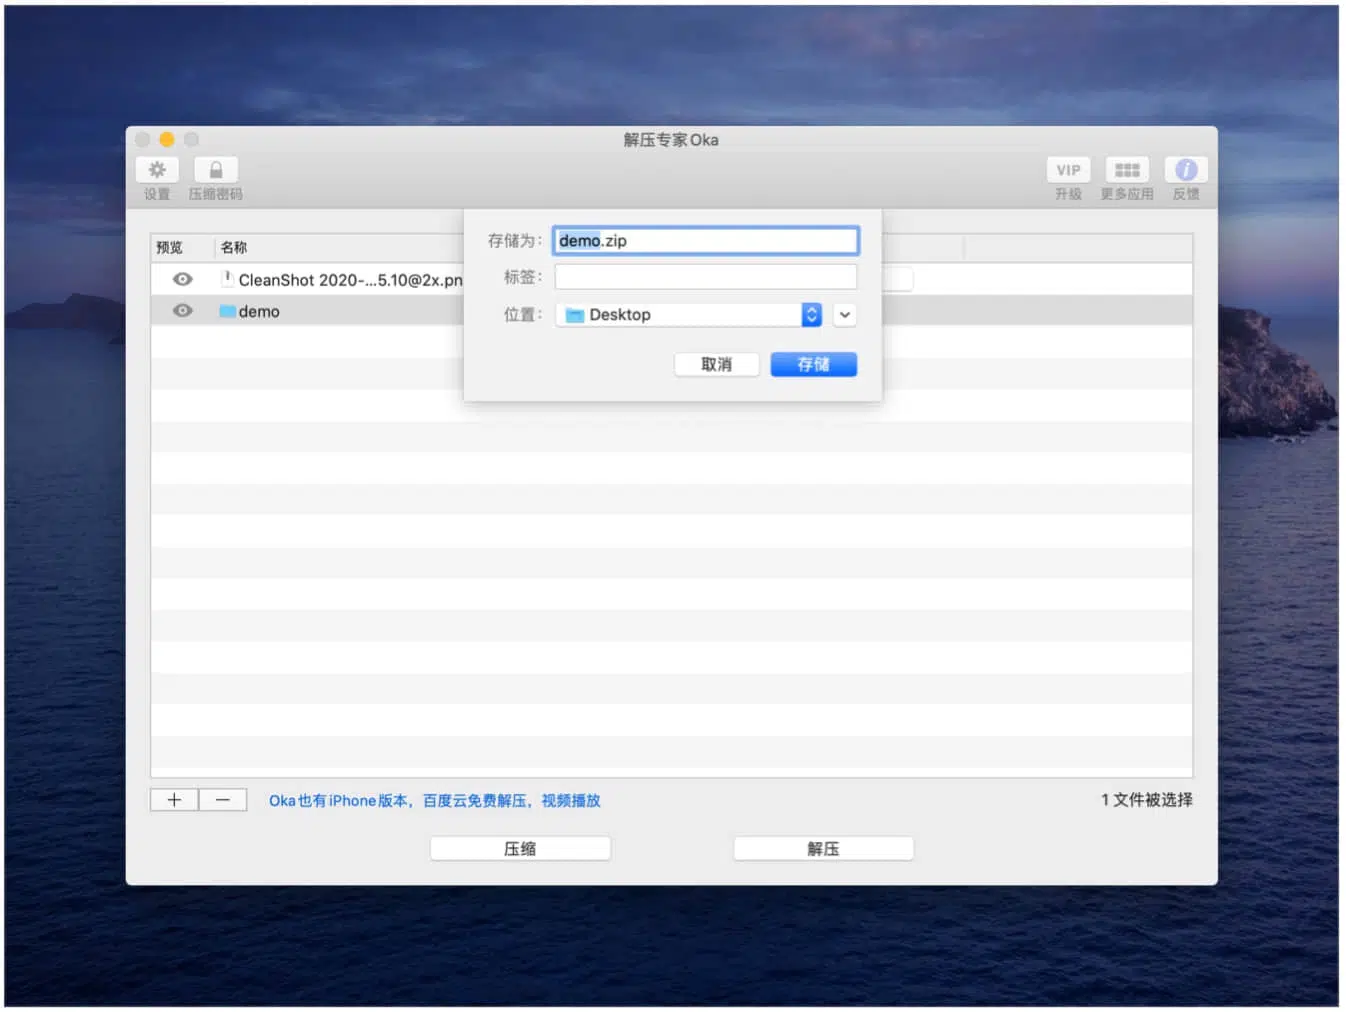 解压专家Oka
VIP
设置
压缩密码
升级
更多应用
反馈
存储为：
demo.zip
预览
名称
标签：
CleanShot 2020-...5.10@2x.pn
位置：
Desktop
demo
取消
存储
Oka也有iPhone版本，百度云免费解压，视频播放
1 文件被选择
压缩
解压